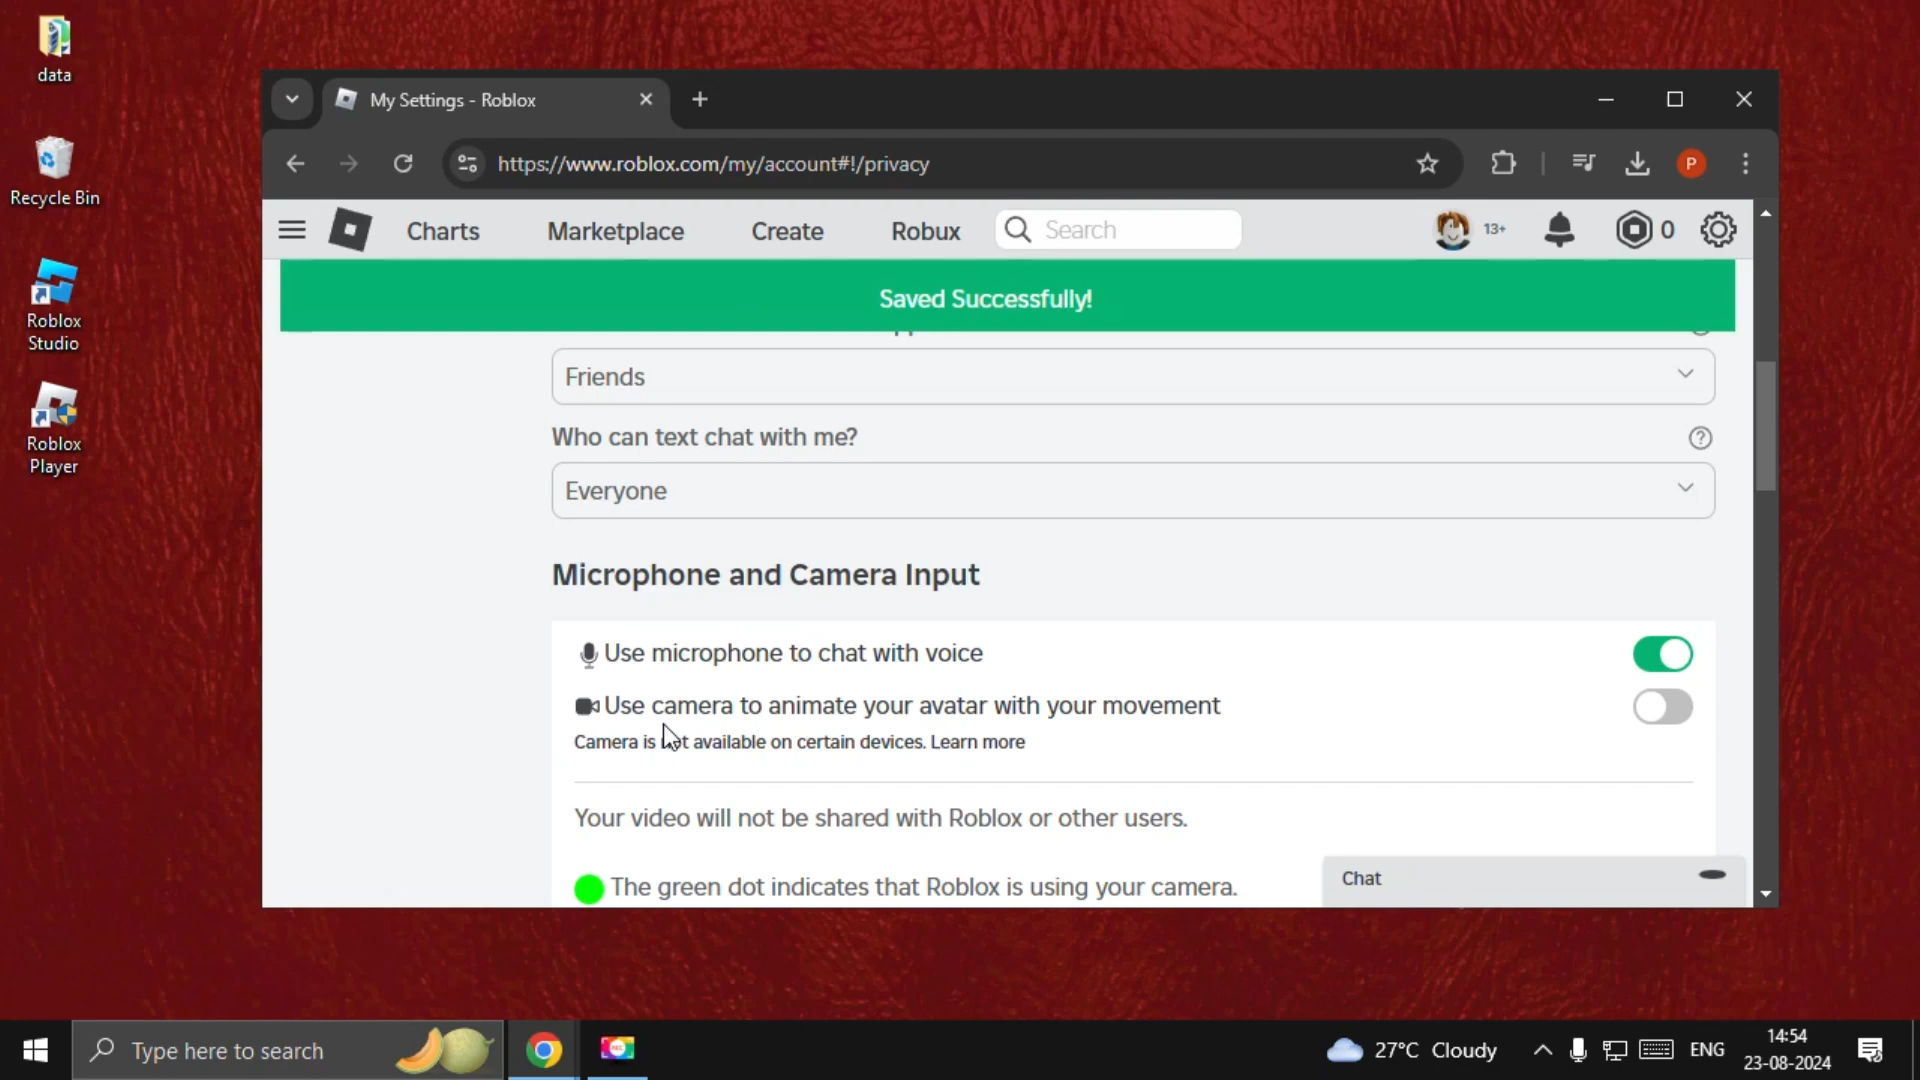 data
Recycle Bin
Roblox
Studio
Roblox
Player
My Settings - Roblox
https://www.roblox.com/my/account#!/privacy
P
Charts
Marketplace
Create
Robux
Search
13+
0
Saved Successfully!
Friends
Who can text chat with me?
Everyone
Microphone and Camera Input
Use microphone to chat with voice
Use camera to animate your avatar with your movement
Camera is not available on certain devices. Learn more
Your video will not be shared with Roblox or other users.
The green dot indicates that Roblox is using your camera.
Chat
Type here to search
27°C Cloudy
ENG
14:54
23-08-2024